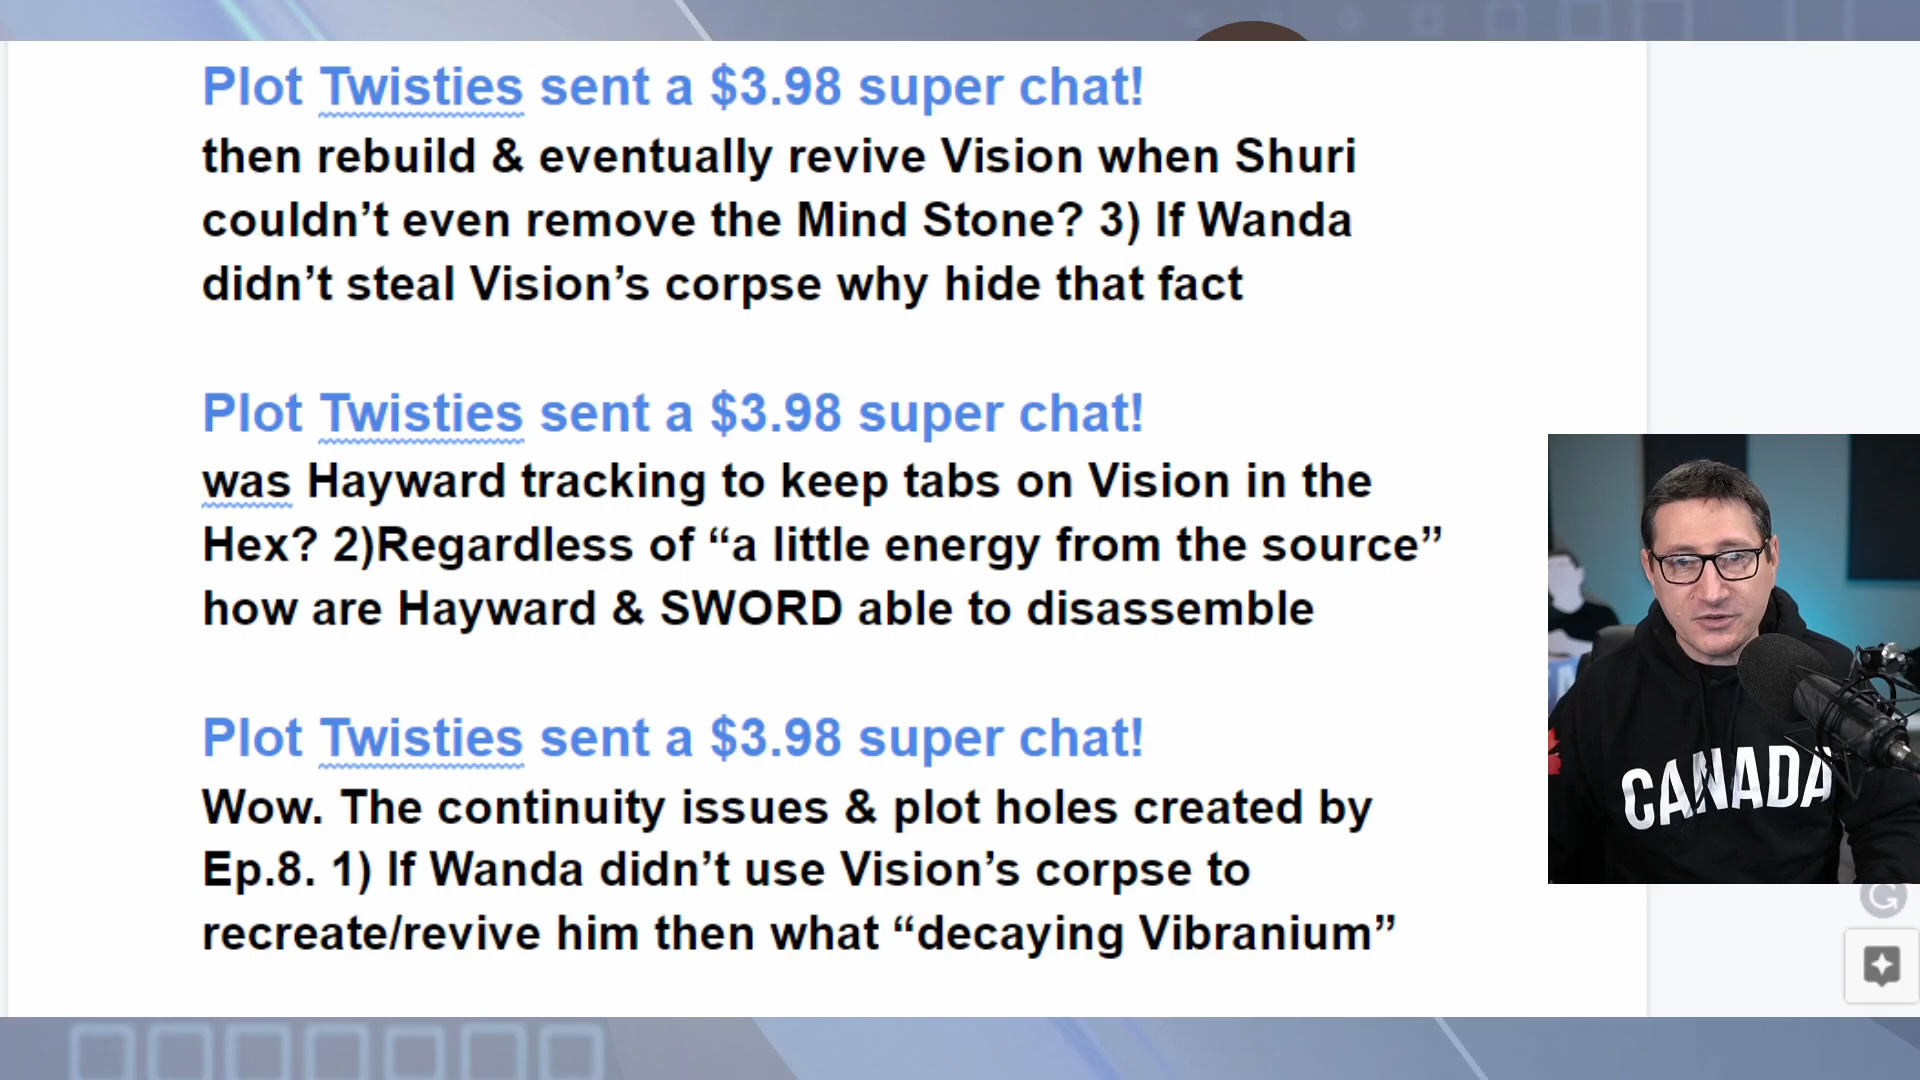 Plot Twisties sent a $3.98 super chat!
then rebuild & eventually revive Vision when Shuri
couldn’t even remove the Mind Stone? 3) If Wanda
didn’t steal Vision’s corpse why hide that fact
Plot Twisties sent a $3.98 super chat!
was Hayward tracking to keep tabs on Vision in the
Hex? 2)Regardless of “a little energy from the source”
how are Hayward & SWORD able to disassemble
Plot Twisties sent a $3.98 super chat!
Wow. The continuity issues & plot holes created by
Ep.8. 1) If Wanda didn’t use Vision’s corpse to
recreate/revive him then what “decaying Vibranium”
CANADA